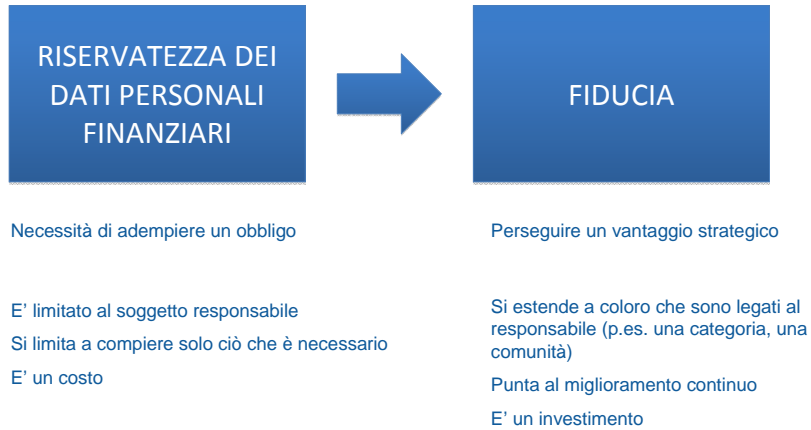 RISERVATEZZA DEI
DATI PERSONALI
FINANZIARI
FIDUCIA
Necessità di adempiere un obbligo
E’ limitato al soggetto responsabile
Si limita a compiere solo ciò che è necessario
E’ un costo
Perseguire un vantaggio strategico
Si estende a coloro che sono legati al
responsabile (p.es. una categoria, una
comunità)
Punta al miglioramento continuo
E’ un investimento